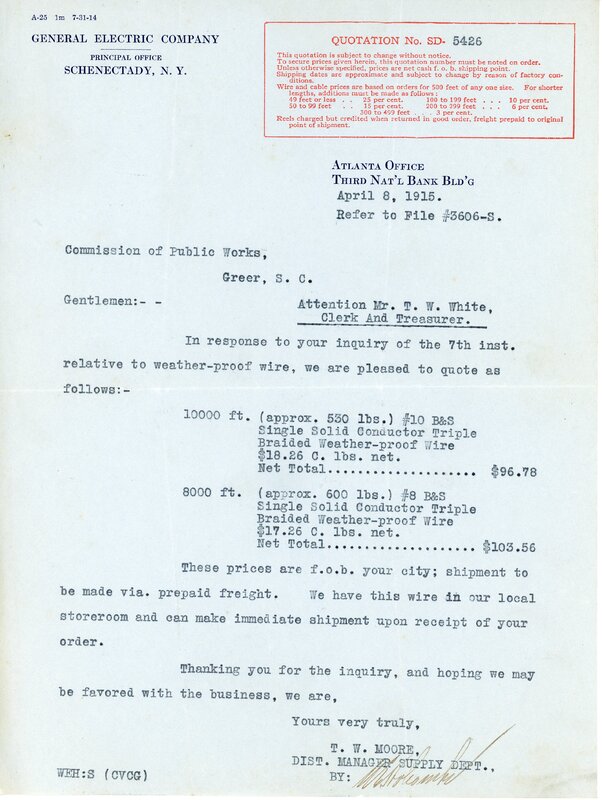 A-25 1m 7-31-14
GENERAL ELECTRIC COMPANY
PRINCIPAL OFFICE
SCHENECTADY, N. Y.
QUOTATION No. SD- 5426
This quotation is subject to change without notice.
To secure prices given herein, this quotation number must be noted on order.
Unless otherwise specified, prices are net cash f. o. b. shipping point.
Shipping dates are approximate and subject to change by reason of factory con-
ditions.
Wire and cable prices are based on orders for 500 feet of any one size. For shorter
lengths, additions must be made as follows:
49 feet or less . . 25 per cent. 100 to 199 feet . . . 10 per cent.
50 to 99 feet . . 15 per cent. 200 to 299 feet . . . 6 per cent,
300 to 499 feet . . . 3 per cent.
Reels charged but credited when returned in good order, freight prepaid to original
point of shipment.
ATLANTA OFFICE
THIRD NAT'L BANK BLD'G
April 8, 1915.
Refer to File #3606-S.
Commission of Public Works,
Greer, S. C.
Gentlemen:- -
Attention Mr. T. W. White,
Clerk And Treasurer.
In response to your inquiry of the 7th inst.
relative to weather-proof wire, we are pleased to quote as
follows:-
10000 ft. (approx. 530 lbs.) #10 B&S
Single Solid Conductor Triple
Braided Weather-proof Wire
$18.26 C. lbs. net.
Net Total.................... $96.78
8000 ft. (approx. 600 lbs.) #8 B&S
Single Solid Conductor Triple
Braided Weather-proof Wire
$17.26 C. lbs. net.
Net Total.................... $103.56
These prices are f.o.b. your city; shipment to
be made via. prepaid freight. We have this wire in our local
storeroom and can make immediate shipment upon receipt of your
order.
Thanking you for the inquiry, and hoping we may
be favored with the business, we are,
Yours very truly,
T. W. MOORE,
DIST. MANAGER SUPPLY DEPT.,
BY:
WEH:S (CVCG)